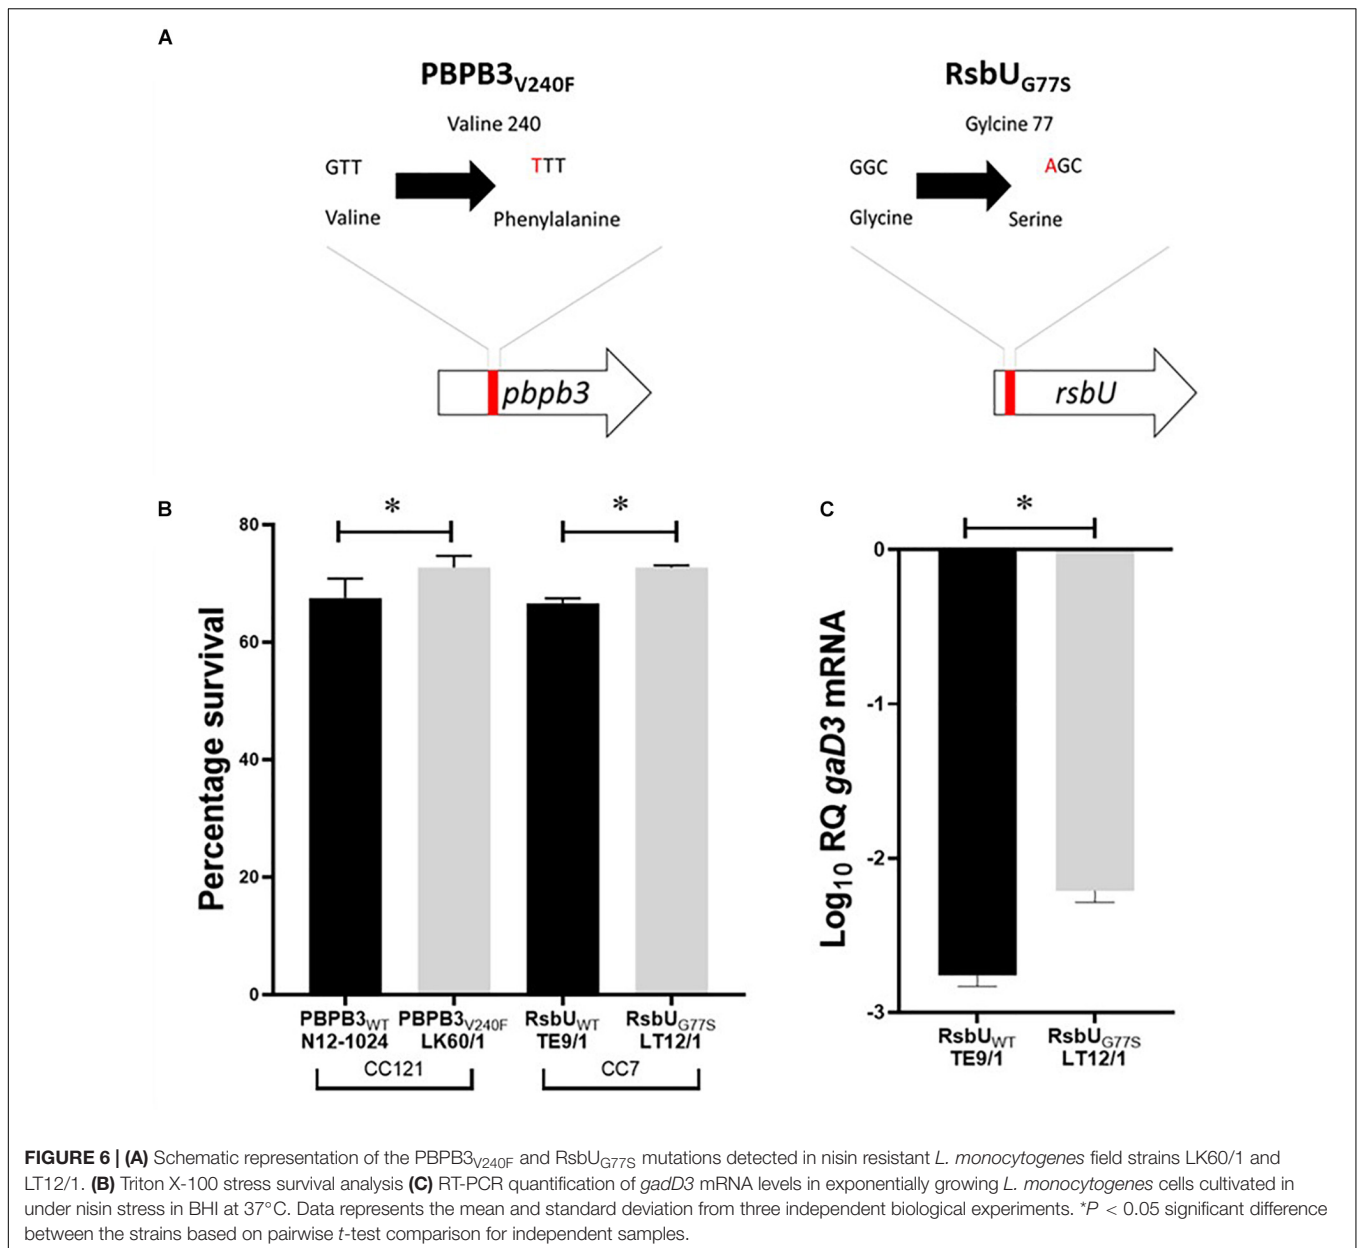 A
PBPB3V240F
Valine 240
GTT
TTT
Valine
Phenylalanine
pbpb3
RsbUG77S
Gylcine 77
GGC
AGC
Glycine
Serine
rsbU
B
Percentage survival
80
60
40
20
0
*
*
PBPB3WT
N12-1024
PBPB3V240F
LK60/1
RsbUWT
TE9/1
RsbUG77S
LT12/1
CC121
CC7
C
Log10 RQ gaD3 mRNA
0
-1
-2
-3
*
RsbUWT
TE9/1
RsbUG77S
LT12/1
FIGURE 6 | (A) Schematic representation of the PBPB3V240F and RsbUG77S mutations detected in nisin resistant L. monocytogenes field strains LK60/1 and
LT12/1. (B) Triton X-100 stress survival analysis (C) RT-PCR quantification of gadD3 mRNA levels in exponentially growing L. monocytogenes cells cultivated in
under nisin stress in BHI at 37°C. Data represents the mean and standard deviation from three independent biological experiments. *P < 0.05 significant difference
between the strains based on pairwise t-test comparison for independent samples.